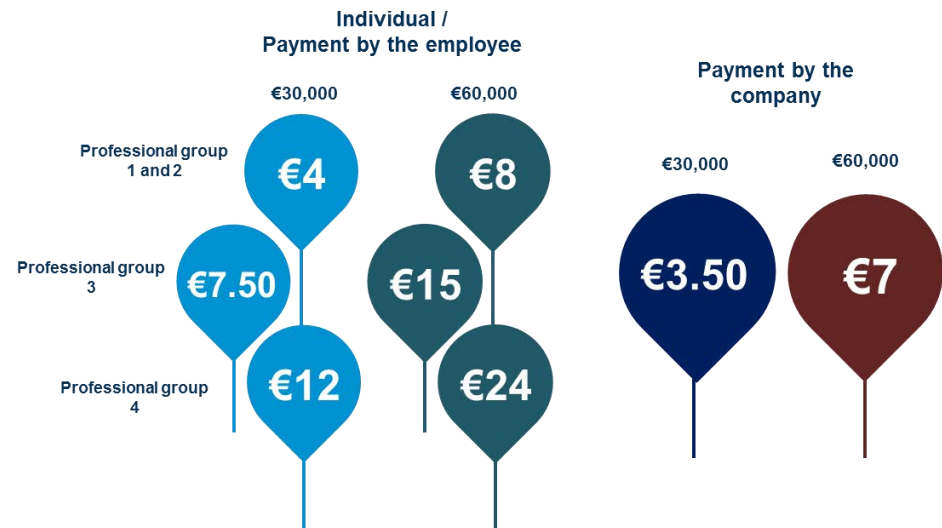 Individual /
Payment by the employee
€30,000
€60,000
Professional group
1 and 2
€4
€8
Professional group
3
€7.50
€15
Professional group
4
€12
€24
Payment by the
company
€30,000
€60,000
€3.50
€7